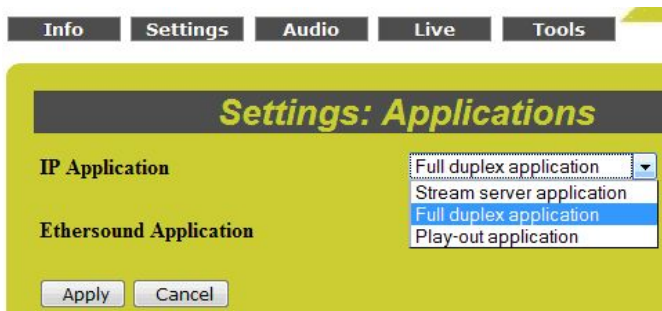 Info Settings Audio Live Tools
Settings: Applications
IP Application Full duplex application
Stream server application
Full duplex application
Ethersound Application
Play-out application
Apply Cancel